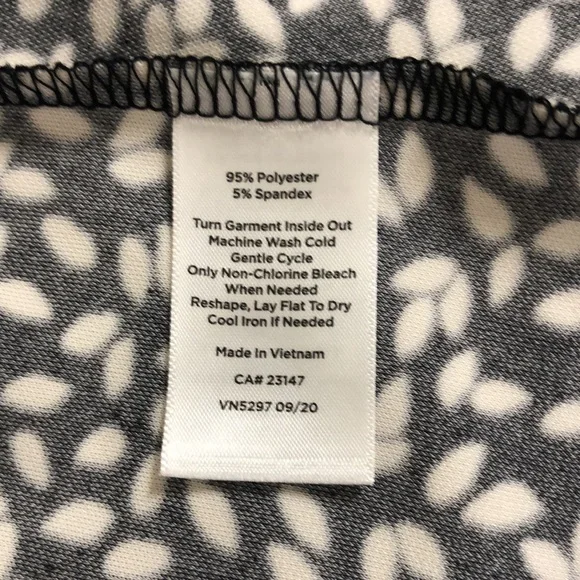 95% Polyester
5% Spandex
Turn Garment Inside Out
Machine Wash Cold
Gentle Cycle
Only Non-Chlorine Bleach
When Needed
Reshape, Lay Flat To Dry
Cool Iron If Needed
Made In Vietnam
CA# 23147
VN5297 09/20